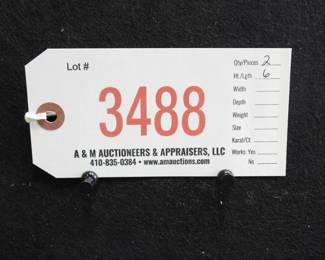 Lot #
3488
A & M AUCTIONEERS & APPRAISERS, LLC
410-835-0384 • www.amauctions.com
Qty/Pieces 2
Ht./Lgth 6
Width
Depth
Weight
Size
Karat/Ct
Works: Yes
No